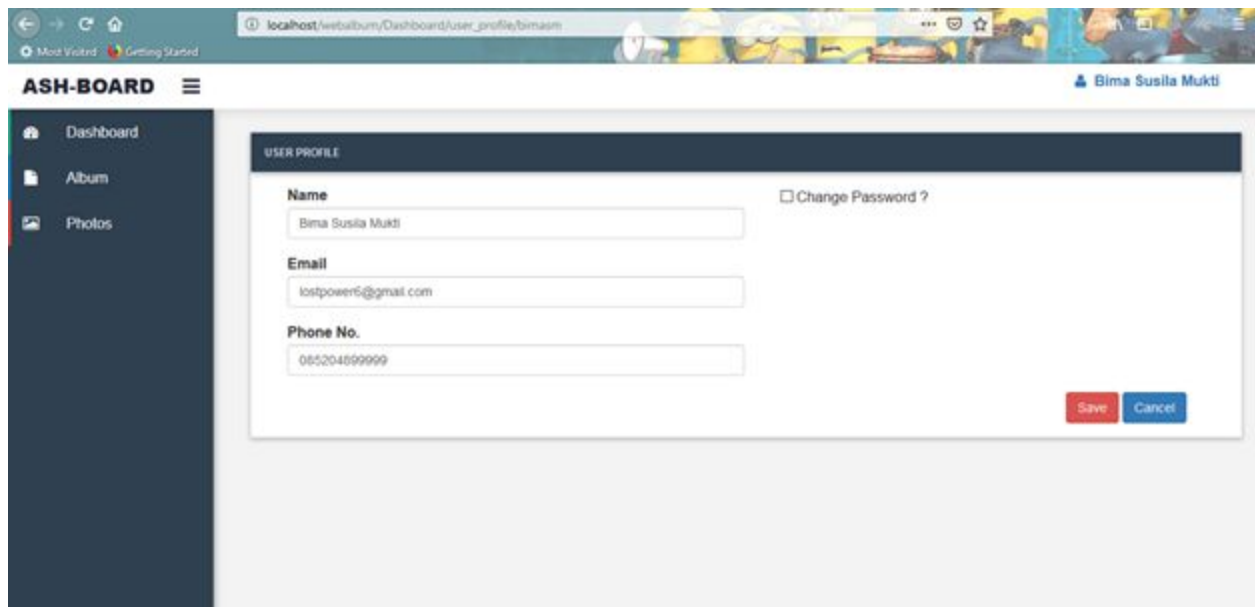 localhost/webalbum/Dashboard/user_profile/bimasm
Most Visited Getting Started
ASH-BOARD
Bima Susila Mukti
Dashboard
Album
Photos
USER PROFILE
Name
Change Password ?
Bima Susila Mukti
Email
lostpower6@gmail.com
Phone No.
085204899999
Save Cancel